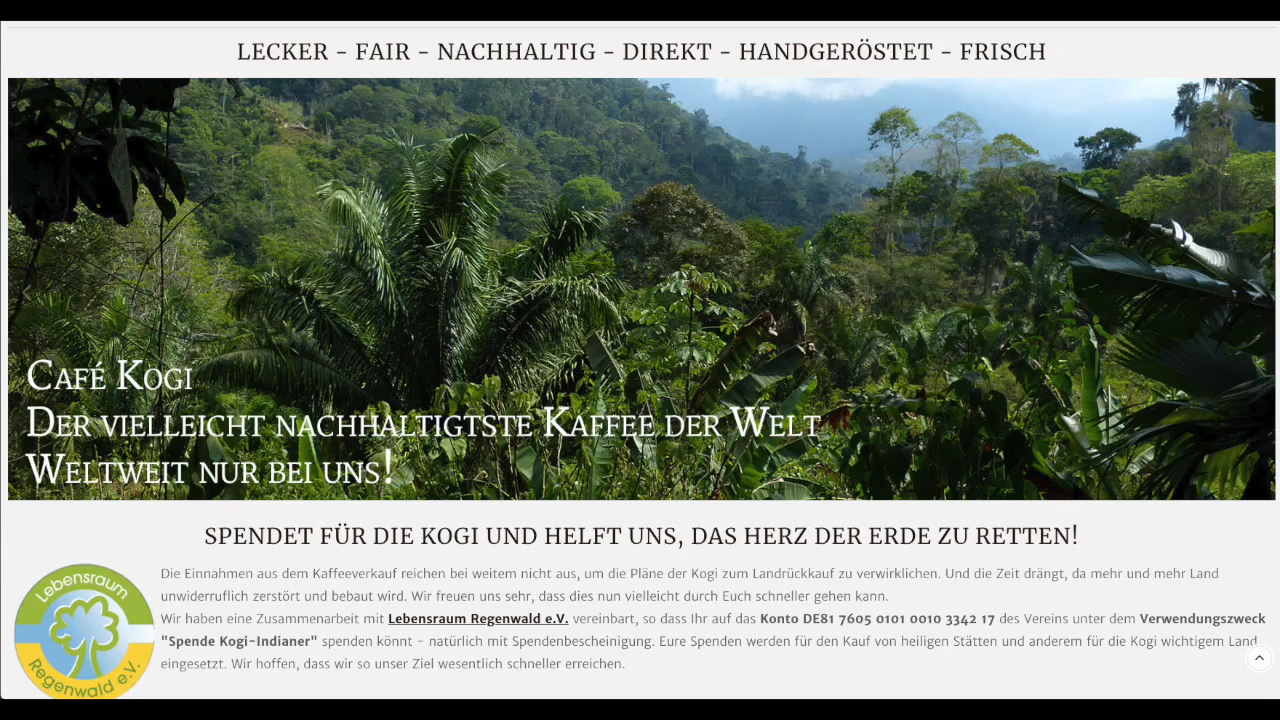 LECKER - FAIR - NACHHALTIG - DIREKT - HANDGERÖSTET - FRISCH
CAFÉ KOGI
DER VIELLEICHT NACHHALTIGTSTE KAFFEE DER WELT
WELTWEIT NUR BEI UNS!
SPENDET FÜR DIE KOGI UND HELFT UNS, DAS HERZ DER ERDE ZU RETTEN!
Lebensraum
Regenwald e.V.
Die Einnahmen aus dem Kaffeeverkauf reichen bei weitem nicht aus, um die Pläne der Kogi zum Landrückkauf zu verwirklichen. Und die Zeit drängt, da mehr und mehr Land
unwiderruflich zerstört und bebaut wird. Wir freuen uns sehr, dass dies nun vielleicht durch Euch schneller gehen kann.
Wir haben eine Zusammenarbeit mit Lebensraum Regenwald e.V. vereinbart, so dass Ihr auf das Konto DE81 7605 0101 0010 3342 17 des Vereins unter dem Verwendungszweck
"Spende Kogi-Indianer" spenden könnt - natürlich mit Spendenbescheinigung. Eure Spenden werden für den Kauf von heiligen Stätten und anderem für die Kogi wichtigem Land
eingesetzt. Wir hoffen, dass wir so unser Ziel wesentlich schneller erreichen.